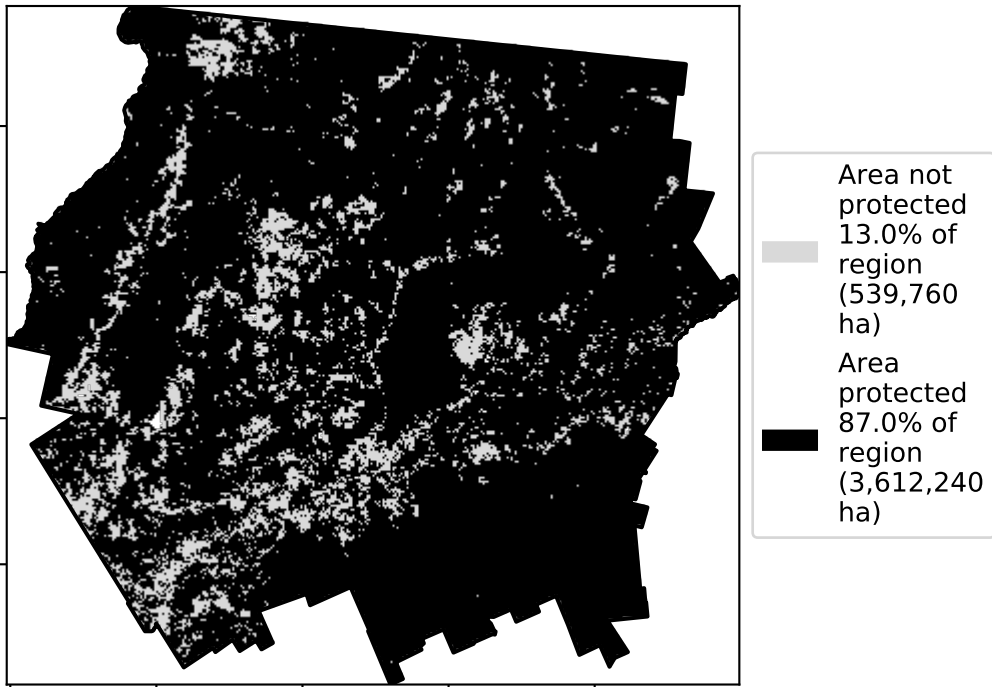 Area not
protected
13.0% of
region
(539,760
ha)
Area
protected
87.0% of
region
(3,612,240
ha)